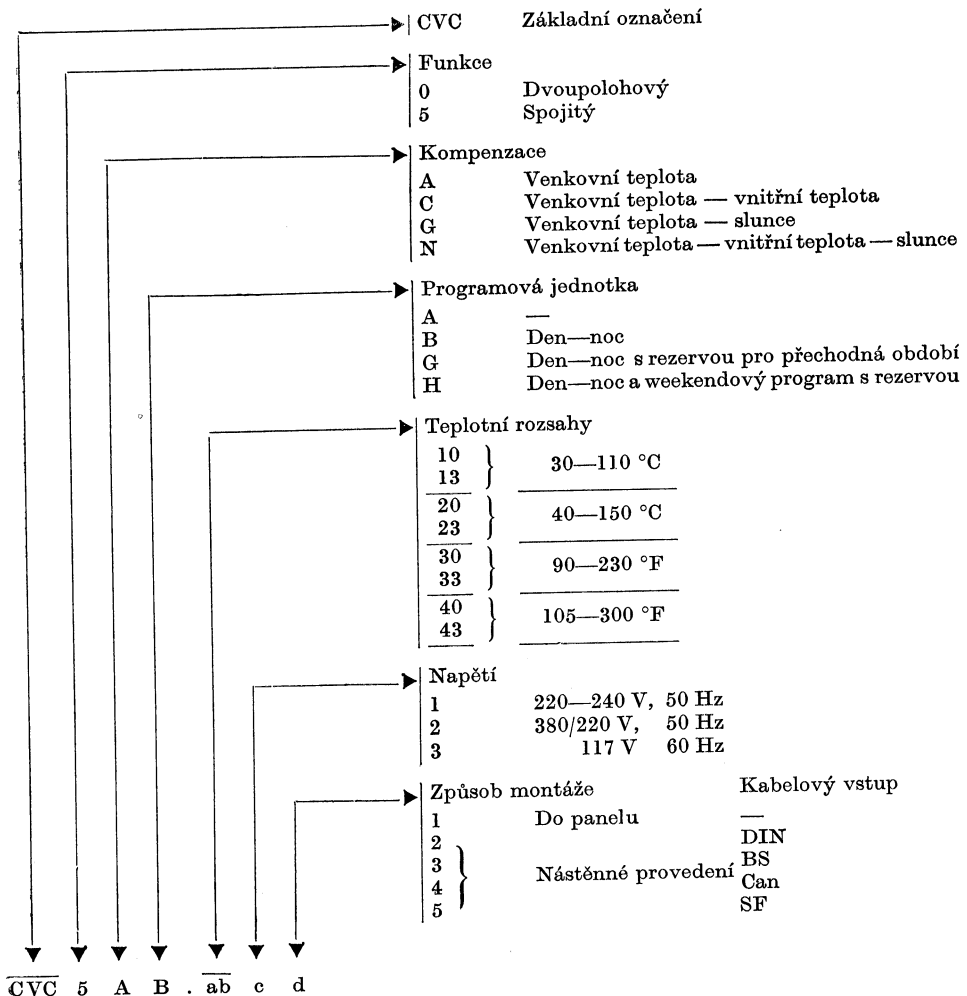 CVC Základní označení
Funkce
0 Dvoupolohový
5 Spojitý
Kompenzace
A Venkovní teplota
C Venkovní teplota — vnitřní teplota
G Venkovní teplota — slunce
N Venkovní teplota — vnitřní teplota — slunce
Programová jednotka
A —
B Den—noc
G Den—noc s rezervou pro přechodná období
H Den—noc a weekendový program s rezervou
Teplotní rozsahy
10
13
30—110 °C
20
23
40—150 °C
30
33
90—230 °F
40
43
105—300 °F
Napětí
1 220—240 V, 50 Hz
2 380/220 V, 50 Hz
3 117 V 60 Hz
Způsob montáže Kabelový vstup
1 Do panelu —
2 DIN
3 BS
Nástěnné provedení
4 Can
5 SF
CVC 5 A B . ab c d